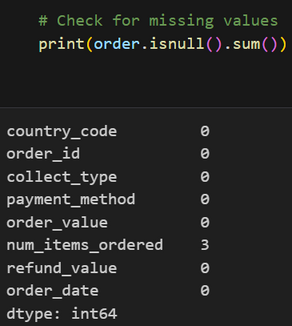 # Check for missing values
print(order.isnull().sum())
country_code 0
order_id 0
collect_type 0
payment_method 0
order_value 0
num_items_ordered 3
refund_value 0
order_date 0
dtype: int64